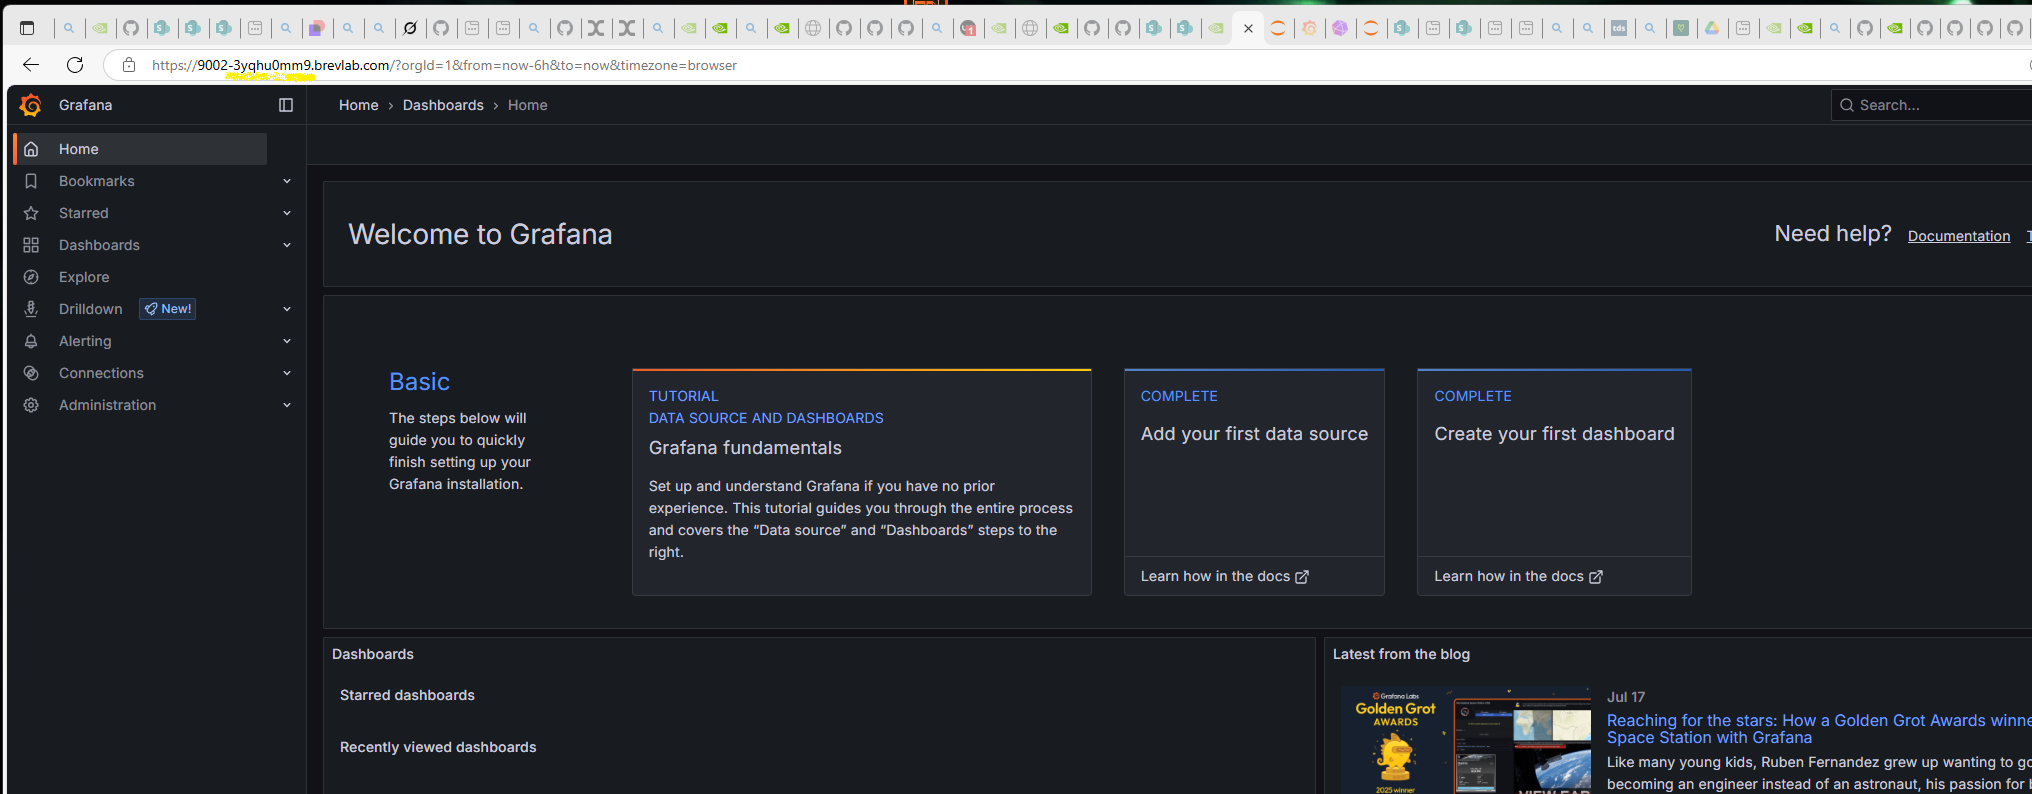 https://9002-3yqhu0mm9.brevlab.com/?orgId=1&from=now-6h&to=now&timezone=browser
Grafana
Home › Dashboards › Home
Search...
Home
Bookmarks
Starred
Dashboards
Explore
Drilldown New!
Alerting
Connections
Administration
Welcome to Grafana
Need help? Documentation
Basic
The steps below will
guide you to quickly
finish setting up your
Grafana installation.
TUTORIAL
DATA SOURCE AND DASHBOARDS
Grafana fundamentals
Set up and understand Grafana if you have no prior
experience. This tutorial guides you through the entire process
and covers the “Data source” and “Dashboards” steps to the
right.
COMPLETE
Add your first data source
Learn how in the docs
COMPLETE
Create your first dashboard
Learn how in the docs
Dashboards
Starred dashboards
Recently viewed dashboards
Latest from the blog
Grafana Labs
Golden Grot
AWARDS
2025 winner
Jul 17
Reaching for the stars: How a Golden Grot Awards winne
Space Station with Grafana
Like many young kids, Ruben Fernandez grew up wanting to go
becoming an engineer instead of an astronaut, his passion for